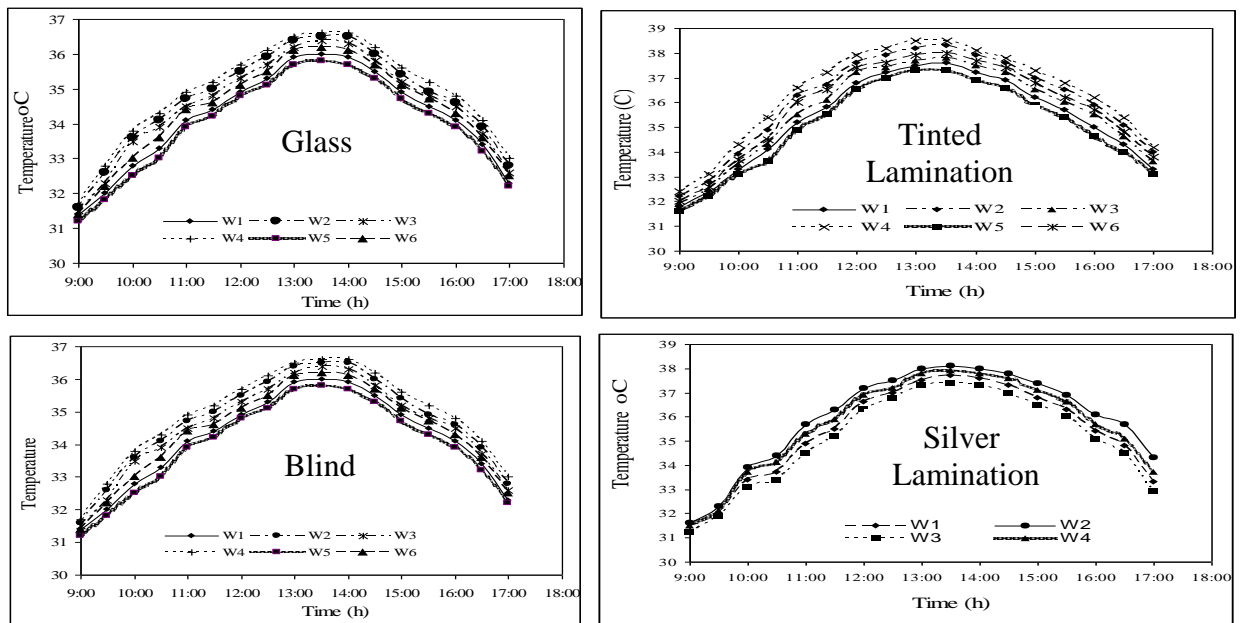 37
36
35
34
33
32
31
30
Temperature oC
Glass
W1 W2 W3
W4 W5 W6
9:00 10:00 11:00 12:00 13:00 14:00 15:00 16:00 17:00 18:00
Time (h)
39
38
37
36
35
34
33
32
31
30
Temperature (C)
Tinted
Lamination
W1 W2 W3
W4 W5 W6
9:00 10:00 11:00 12:00 13:00 14:00 15:00 16:00 17:00 18:00
Time (h)
37
36
35
34
33
32
31
30
Temperature
Blind
W1 W2 W3
W4 W5 W6
9:00 10:00 11:00 12:00 13:00 14:00 15:00 16:00 17:00 18:00
Time (h)
39
38
37
36
35
34
33
32
31
30
Temperature oC
Silver
Lamination
W1 W2
W3 W4
9:00 10:00 11:00 12:00 13:00 14:00 15:00 16:00 17:00 18:00
Time (h)